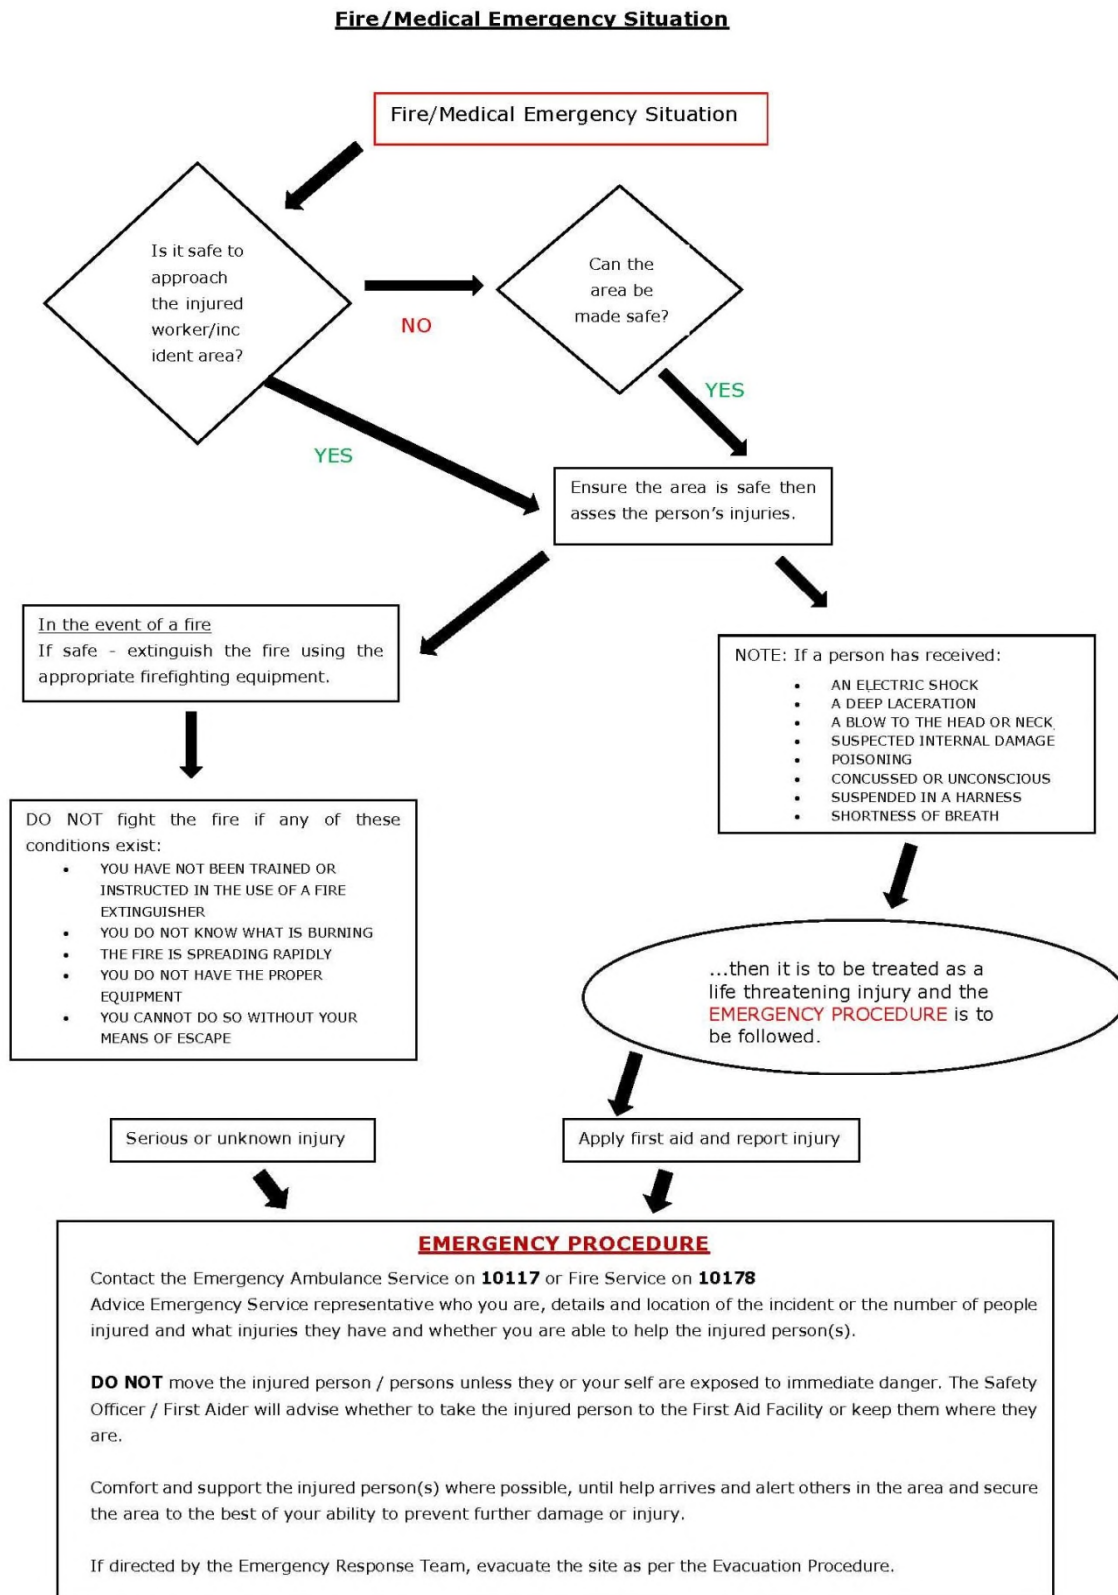 Fire/Medical Emergency Situation
Fire/Medical Emergency Situation
Is it safe to
approach
the injured
worker/inc
ident area?
NO
Can the
area be
made safe?
YES
YES
Ensure the area is safe then
asses the person's injuries.
In the event of a fire
If safe - extinguish the fire using the
appropriate firefighting equipment.
NOTE: If a person has received:
• AN ELECTRIC SHOCK
• A DEEP LACERATION
• A BLOW TO THE HEAD OR NECK
• SUSPECTED INTERNAL DAMAGE
• POISONING
• CONCUSSED OR UNCONSCIOUS
• SUSPENDED IN A HARNESS
• SHORTNESS OF BREATH
DO NOT fight the fire if any of these
conditions exist:
• YOU HAVE NOT BEEN TRAINED OR
INSTRUCTED IN THE USE OF A FIRE
EXTINGUISHER
• YOU DO NOT KNOW WHAT IS BURNING
• THE FIRE IS SPREADING RAPIDLY
• YOU DO NOT HAVE THE PROPER
EQUIPMENT
• YOU CANNOT DO SO WITHOUT YOUR
MEANS OF ESCAPE
...then it is to be treated as a
life threatening injury and the
EMERGENCY PROCEDURE is to
be followed.
Serious or unknown injury
Apply first aid and report injury
EMERGENCY PROCEDURE
Contact the Emergency Ambulance Service on 10117 or Fire Service on 10178
Advice Emergency Service representative who you are, details and location of the incident or the number of people
injured and what injuries they have and whether you are able to help the injured person(s).
DO NOT move the injured person / persons unless they or your self are exposed to immediate danger. The Safety
Officer / First Aider will advise whether to take the injured person to the First Aid Facility or keep them where they
are.
Comfort and support the injured person(s) where possible, until help arrives and alert others in the area and secure
the area to the best of your ability to prevent further damage or injury.
If directed by the Emergency Response Team, evacuate the site as per the Evacuation Procedure.